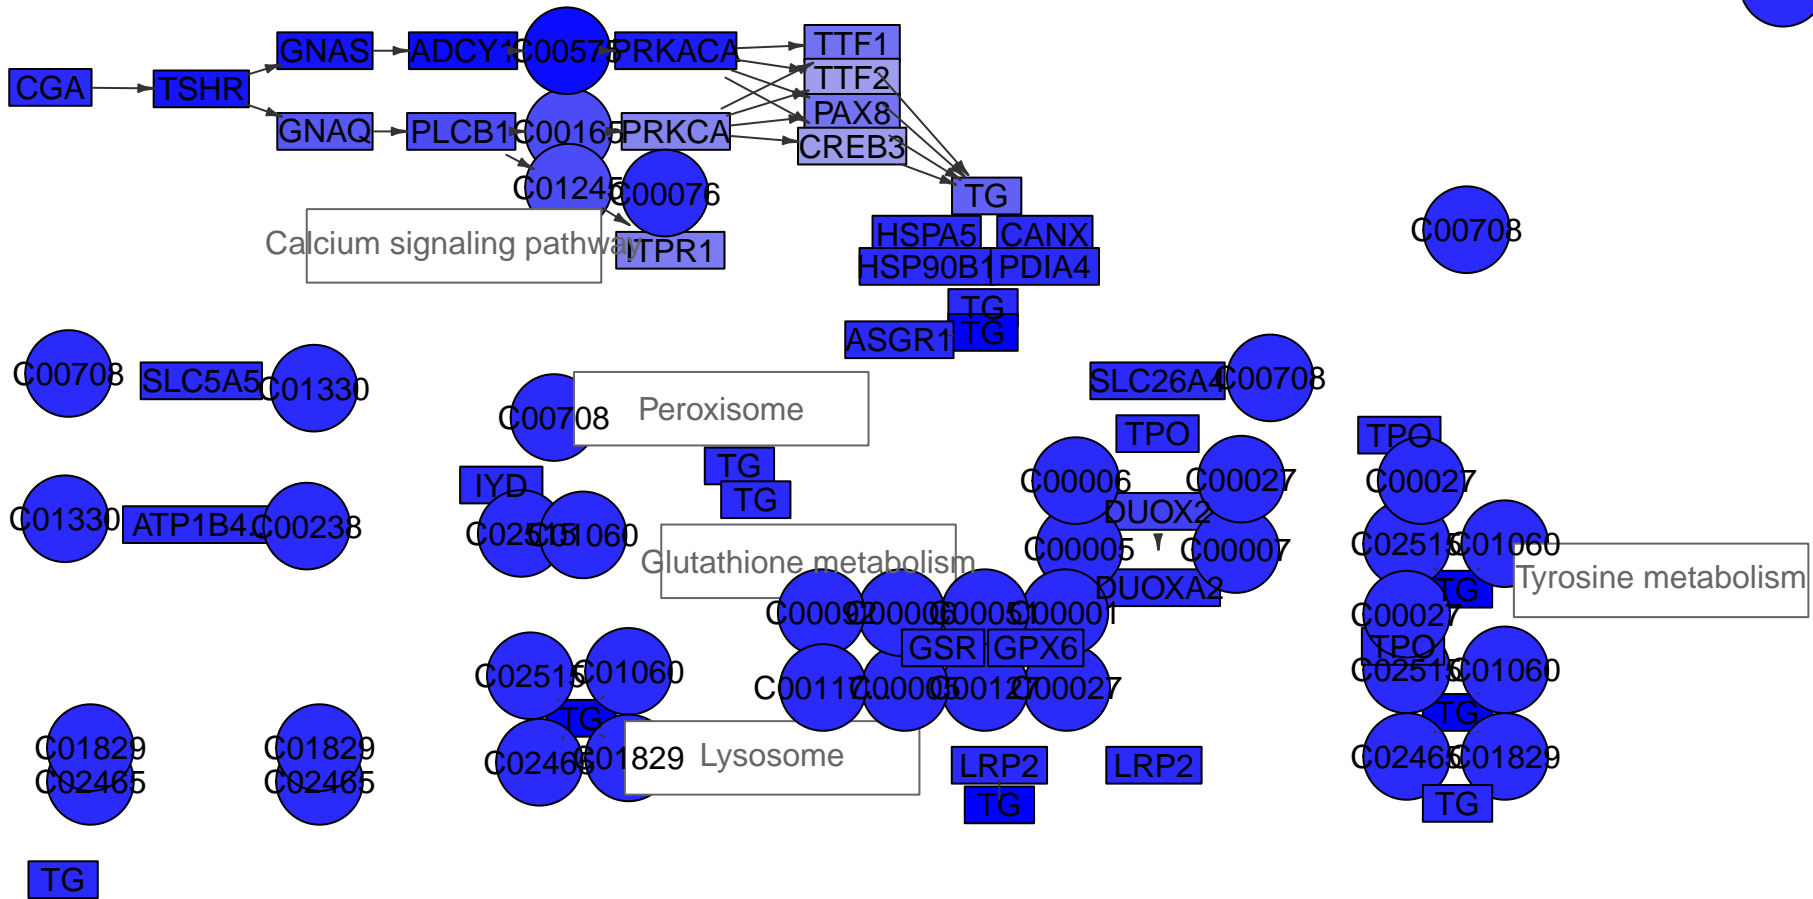 GNAS
ADCY1
C00575
PRKACA
TTF1
TTF2
CGA
TSHR
PAX8
GNAQ
PLCB1
C00165
PRKCA
CREB3
C01245
C00076
TG
C00708
Calcium signaling pathway
ITPR1
HSPA5
CANX
HSP90B1
PDIA4
TG
TG
ASGR1
C00708
SLC5A5
C01330
SLC26A4
C00708
Peroxisome
C00708
TPO
TPO
TG
IYD
TG
C00006
C00027
C00027
DUOX2
C01330
ATP1B4...
C00238
C02515
C01060
C00005
C00007
C02515
C01060
Glutathione metabolism
DUOXA2
TG
Tyrosine metabolism
C00092
C00006
C00051
C00001
C00027
GSR
GPX6
TPO
C02515
C01060
C00117...
C00005
C00127
C00027
C02515
C01060
TG
TG
C01829
C01829
C02465
C01829
Lysosome
LRP2
LRP2
C02465
C01829
C02465
C02465
TG
TG
TG